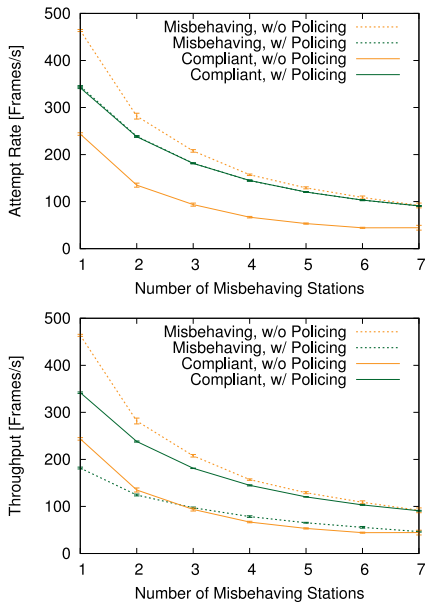 500
400
300
200
100
0
Attempt Rate [Frames/s]
Misbehaving, w/o Policing
Misbehaving, w/ Policing
Compliant, w/o Policing
Compliant, w/ Policing
1 2 3 4 5 6 7
Number of Misbehaving Stations
500
400
300
200
100
0
Throughput [Frames/s]
Misbehaving, w/o Policing
Misbehaving, w/ Policing
Compliant, w/o Policing
Compliant, w/ Policing
1 2 3 4 5 6 7
Number of Misbehaving Stations